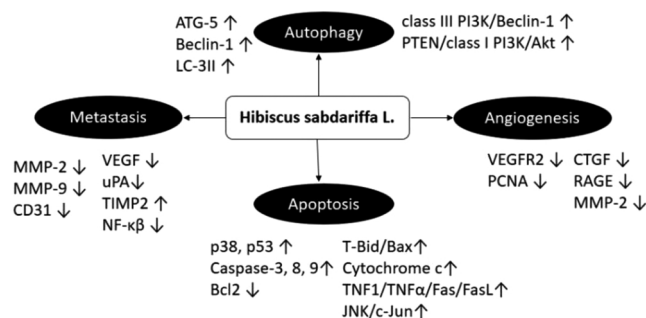 ATG-5 ↑
Beclin-1 ↑
LC-3II ↑
Autophagy
class III PI3K/Beclin-1 ↑
PTEN/class I PI3K/Akt ↑
Metastasis
Hibiscus sabdariffa L.
Angiogenesis
MMP-2 ↓
MMP-9 ↓
CD31 ↓
VEGF ↓
uPA↓
TIMP2 ↑
NF-κβ ↓
VEGFR2 ↓
PCNA ↓
CTGF ↓
RAGE ↓
MMP-2 ↓
Apoptosis
p38, p53 ↑
Caspase-3, 8, 9↑
Bcl2 ↓
T-Bid/Bax↑
Cytochrome c↑
TNF1/TNFα/Fas/FasL↑
JNK/c-Jun↑